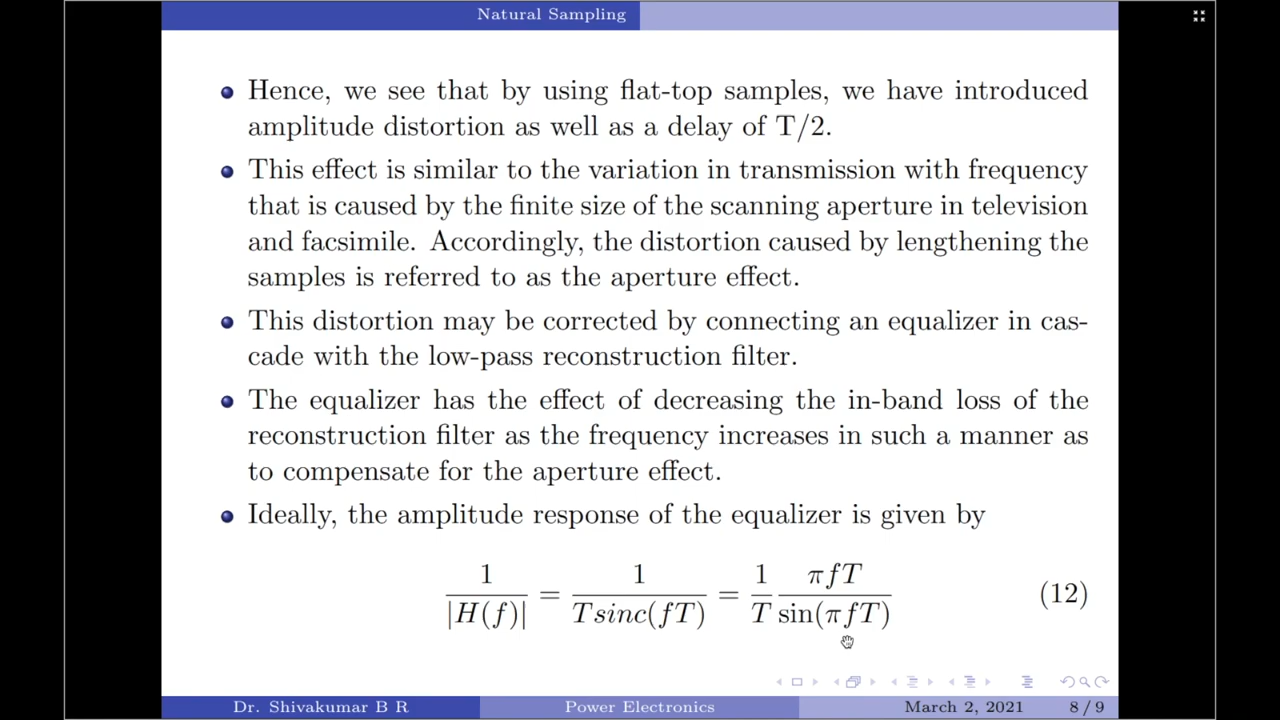 Natural Sampling
Hence, we see that by using flat-top samples, we have introduced
amplitude distortion as well as a delay of T/2.
This effect is similar to the variation in transmission with frequency
that is caused by the finite size of the scanning aperture in television
and facsimile. Accordingly, the distortion caused by lengthening the
samples is referred to as the aperture effect.
This distortion may be corrected by connecting an equalizer in cas-
cade with the low-pass reconstruction filter.
The equalizer has the effect of decreasing the in-band loss of the
reconstruction filter as the frequency increases in such a manner as
to compensate for the aperture effect.
Ideally, the amplitude response of the equalizer is given by
1/|H(f)| = 1/Tsinc(fT) = 1/T πfT/sin(πfT) (12)
Dr. Shivakumar B R Power Electronics March 2, 2021 8 / 9